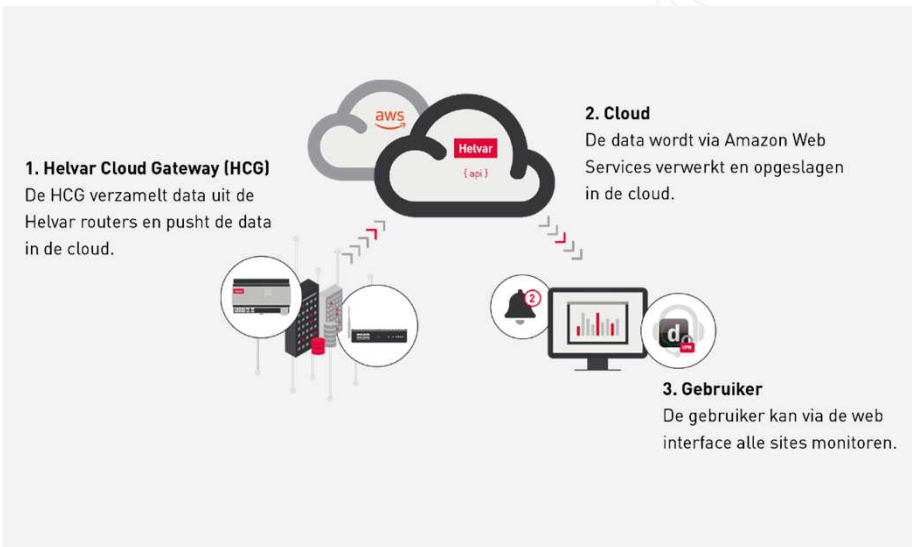 1. Helvar Cloud Gateway (HCG)
De HCG verzamelt data uit de
Helvar routers en pusht de data
in de cloud.
aws
Helvar
{ api }
2. Cloud
De data wordt via Amazon Web
Services verwerkt en opgeslagen
in de cloud.
2
d
VPN
3. Gebruiker
De gebruiker kan via de web
interface alle sites monitoren.